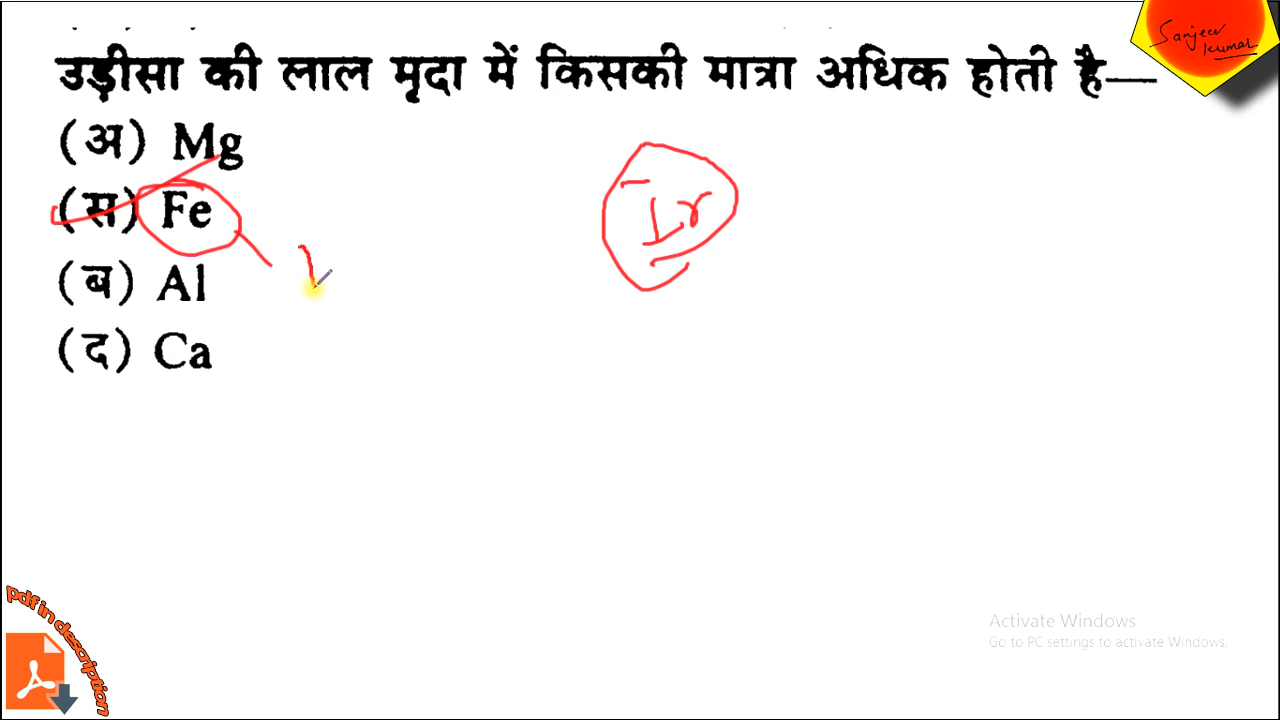 Sanjeev
Kumar
उड़ीसा की लाल मृदा में किसकी मात्रा अधिक होती है—
(अ) Mg
(स) Fe
(ब) Al
(द) Ca
Ir
Activate Windows
Go to PC settings to activate Windows.
pdf in description